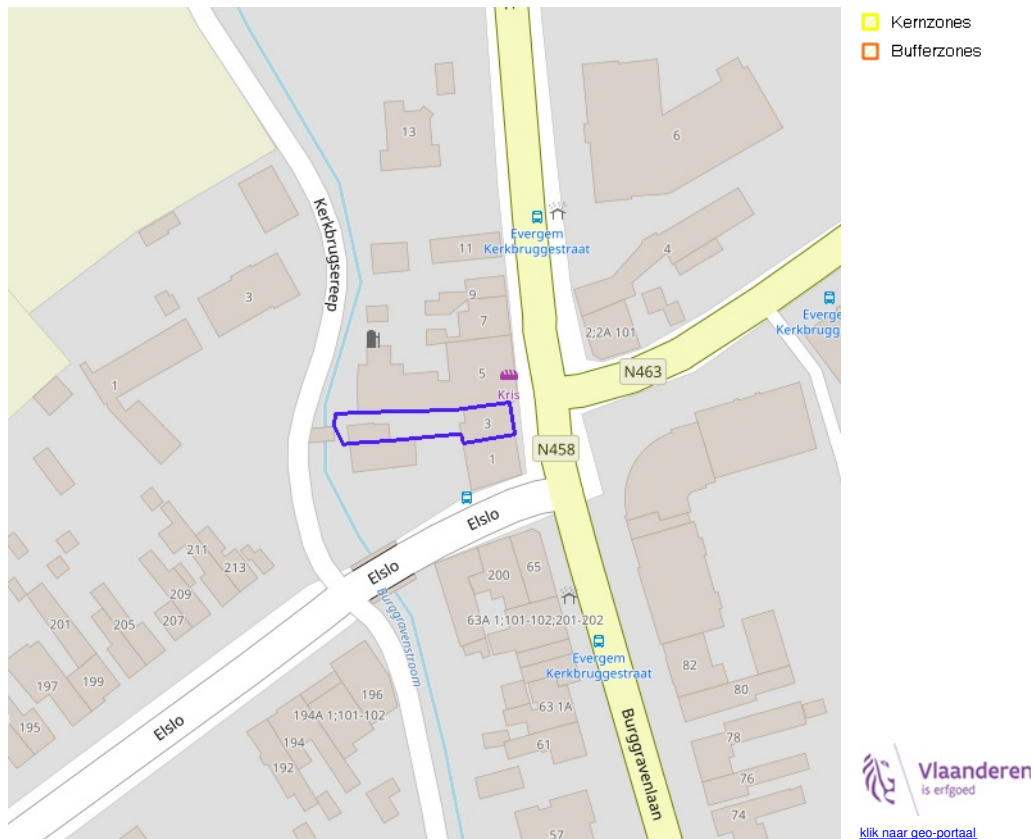 Kernzones
Bufferzones
13
6
Kerkbrugsereep
Evergem
Kerkbruggestraat
11
4
3
9
7
2;2A 101
Everge
Kerkbrugg
1
5
N463
Kris
3
N458
1
Elslo
211
213
Elslo
209
207
205
201
199
197
195
Burggravenstroom
200
65
63A 1;101-102;201-202
Evergem
Kerkbruggestraat
82
80
196
194A 1;101-102
194
192
63 1A
61
Elslo
Burggravenlaan
78
76
74
57
Vlaanderen
is erfgoed
klik naar geo-portaal